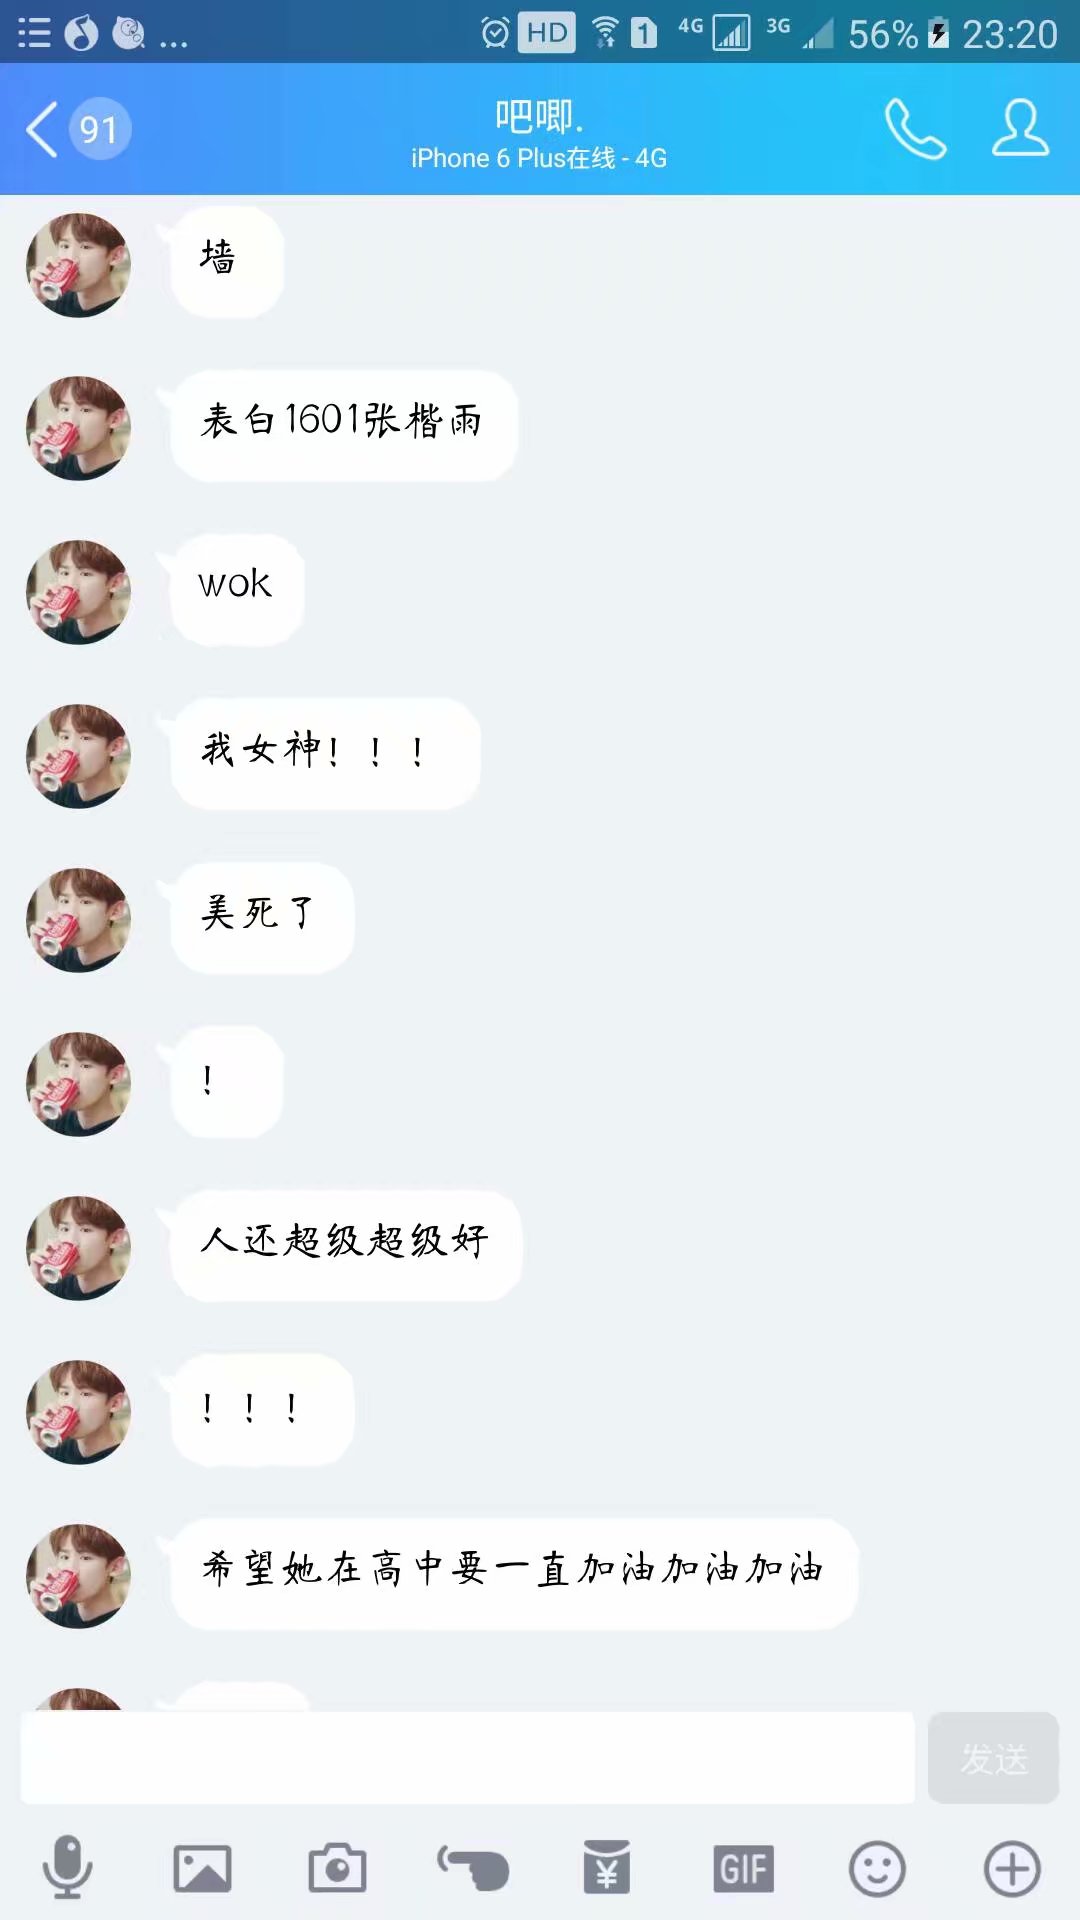 HD 1 4G 3G 56% 23:20
91
吧唧.
iPhone 6 Plus在线 - 4G
墙
表白1601张楷雨
wok
我女神！！！
美死了
！
人还超级超级好
！！！
希望她在高中要一直加油加油加油
发送
GIF